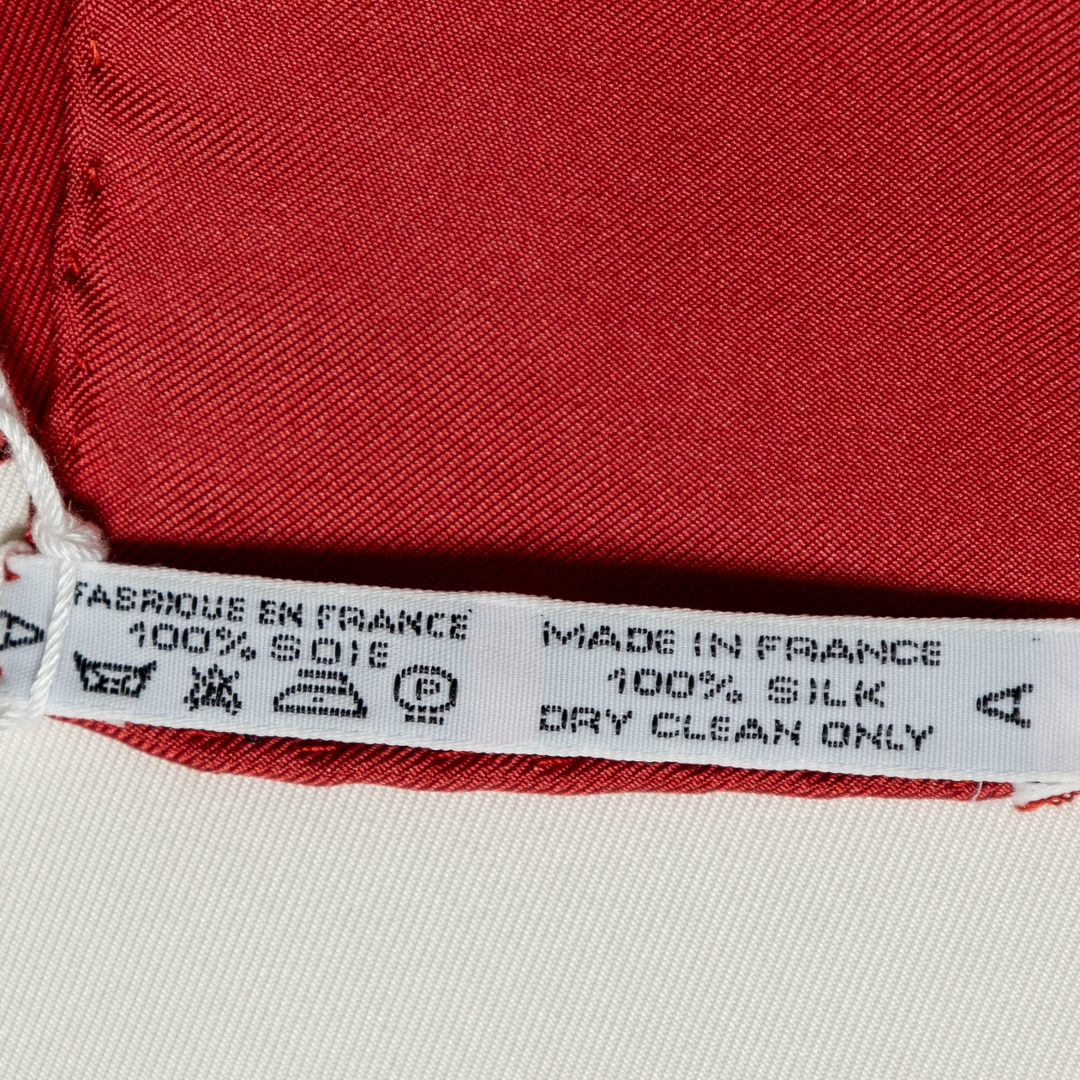 FABRIQUE EN FRANCE
100% SOIE
P
MADE IN FRANCE
100% SILK
DRY CLEAN ONLY
A
A